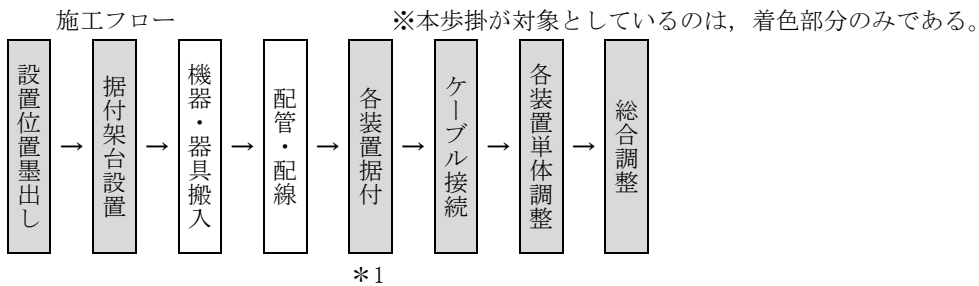 施工フロー
※本歩掛が対象としているのは，着色部分のみである。
設置位置墨出し
→
据付架台設置
→
機器・器具搬入
→
配管・配線
→
各装置据付
→
ケーブル接続
→
各装置単体調整
→
総合調整
＊1